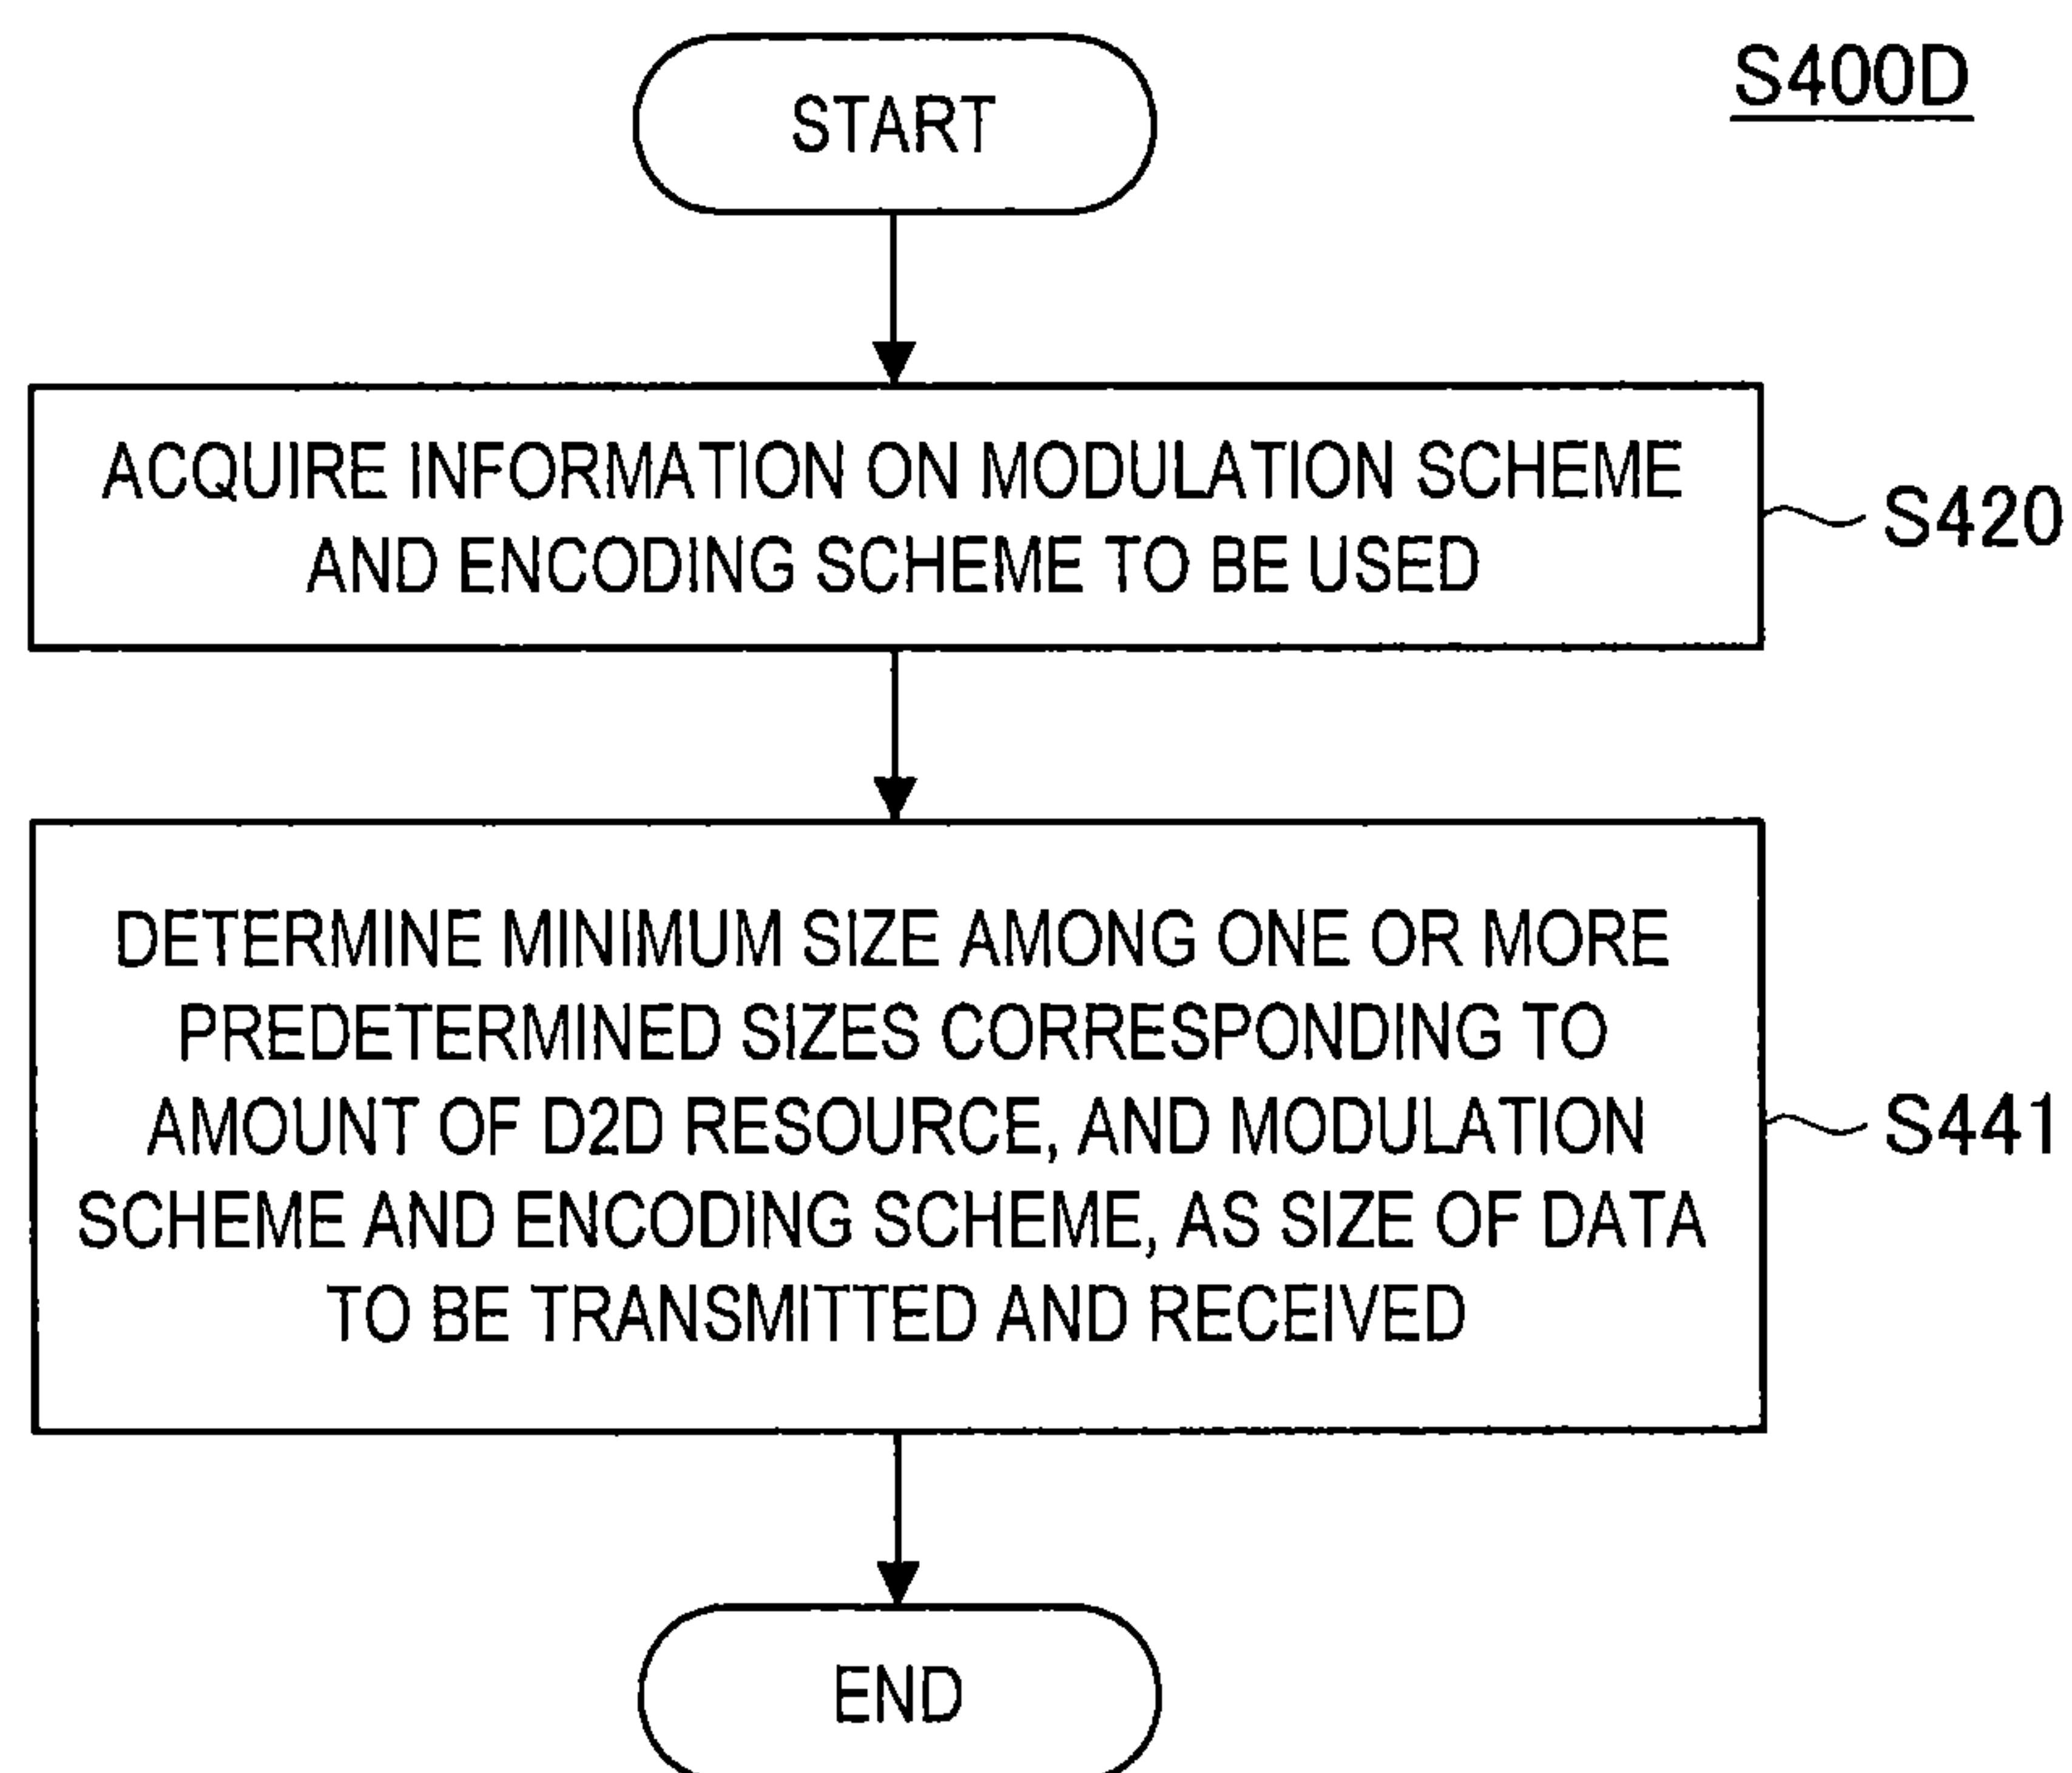 S400D
START
ACQUIRE INFORMATION ON MODULATION SCHEME
AND ENCODING SCHEME TO BE USED
S420
DETERMINE MINIMUM SIZE AMONG ONE OR MORE
PREDETERMINED SIZES CORRESPONDING TO
AMOUNT OF D2D RESOURCE, AND MODULATION
SCHEME AND ENCODING SCHEME, AS SIZE OF DATA
TO BE TRANSMITTED AND RECEIVED
S441
END